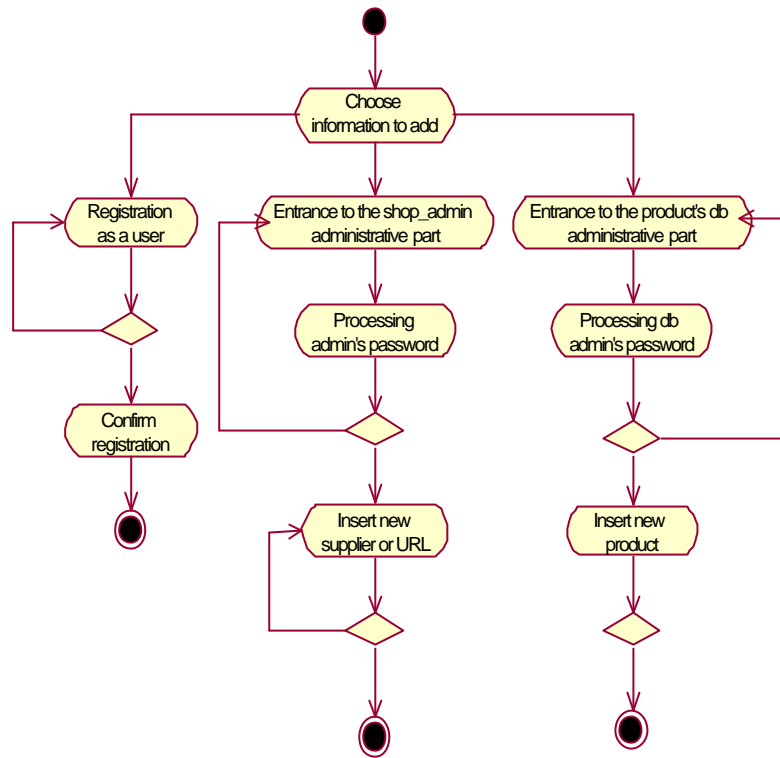 Choose
information to add
Registration
as a user
Entrance to the shop_admin
administrative part
Entrance to the product's db
administrative part
Processing
admin's password
Processing db
admin's password
Confirm
registration
Insert new
supplier or URL
Insert new
product